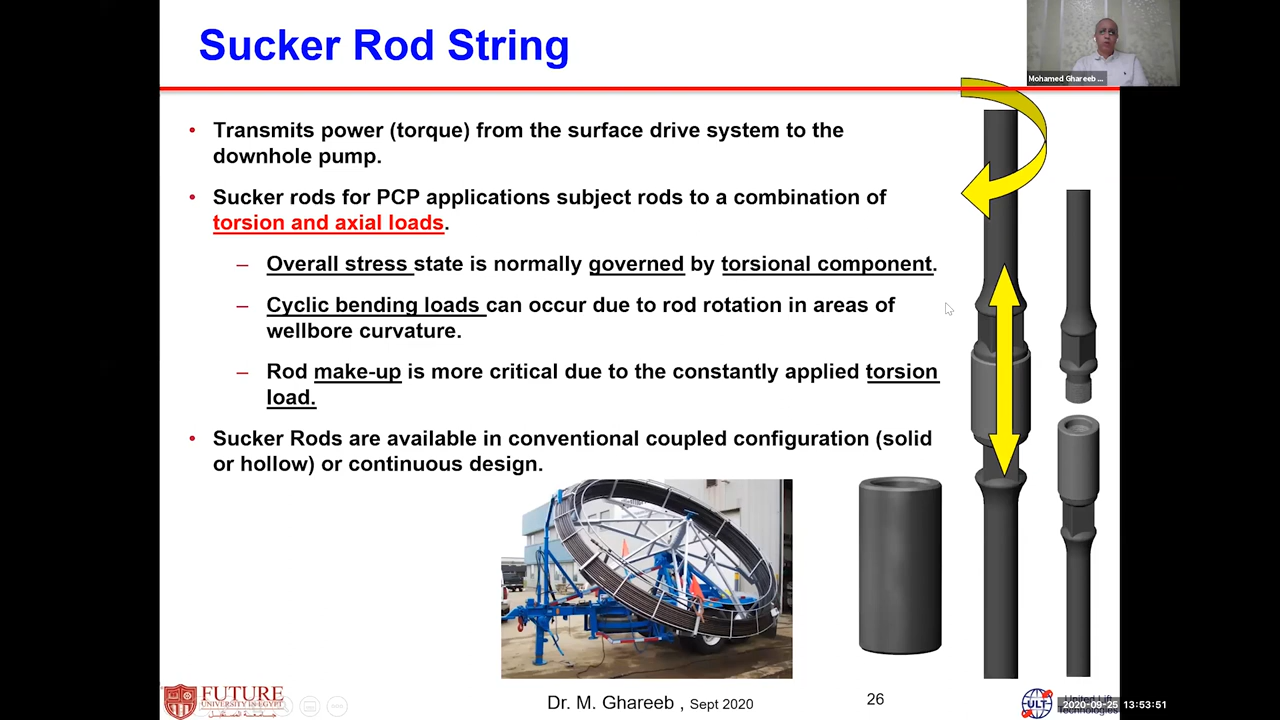 Sucker Rod String
Mohamed Ghareeb ...
• Transmits power (torque) from the surface drive system to the
downhole pump.
• Sucker rods for PCP applications subject rods to a combination of
torsion and axial loads.
– Overall stress state is normally governed by torsional component.
– Cyclic bending loads can occur due to rod rotation in areas of
wellbore curvature.
– Rod make-up is more critical due to the constantly applied torsion
load.
• Sucker Rods are available in conventional coupled configuration (solid
or hollow) or continuous design.
FUTURE
UNIVERSITY IN EGYPT
Dr. M. Ghareeb , Sept 2020
26
ULT
United Lift
Technologies
2020-09-25 13:53:51